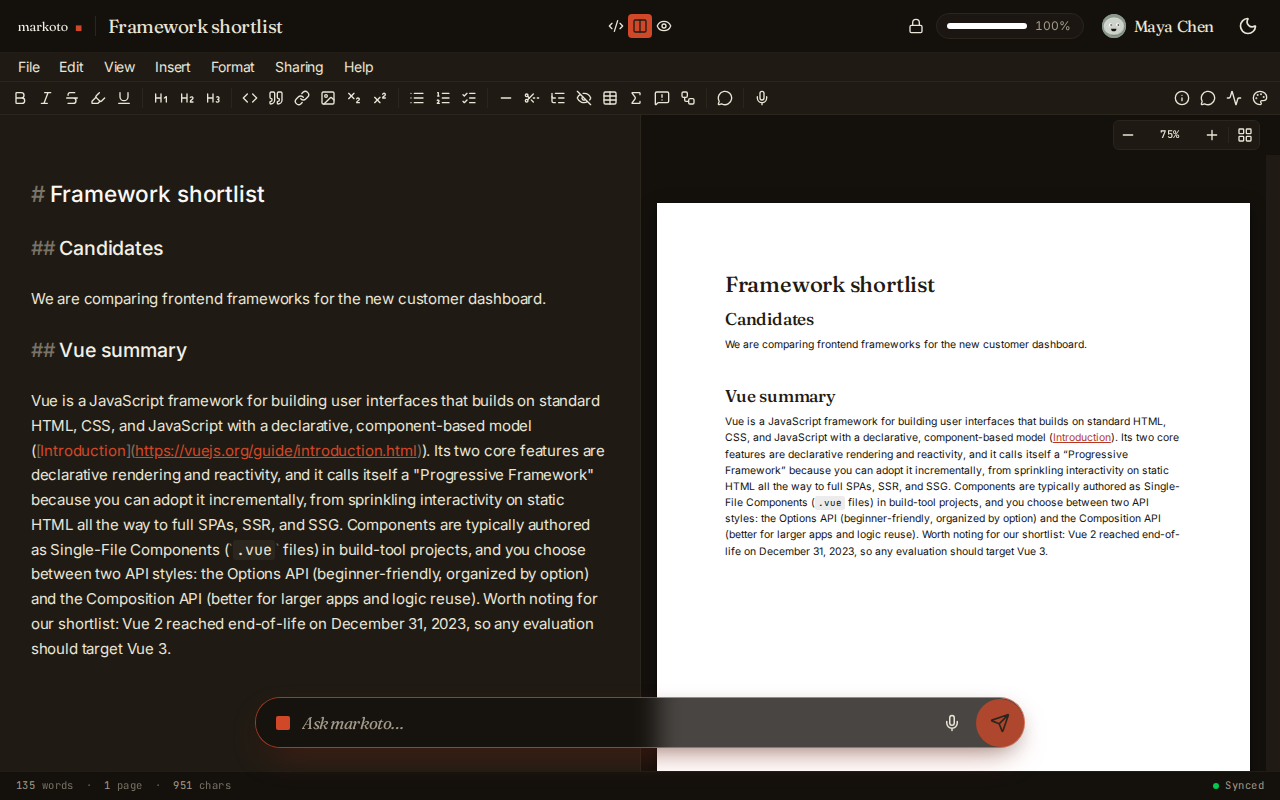 markoto
Framework shortlist
100%
Maya Chen
File Edit View Insert Format Sharing Help
H1 H2 H3
75%
# Framework shortlist
## Candidates
We are comparing frontend frameworks for the new customer dashboard.
## Vue summary
Vue is a JavaScript framework for building user interfaces that builds on standard
HTML, CSS, and JavaScript with a declarative, component-based model
([Introduction](https://vuejs.org/guide/introduction.html)). Its two core features are
declarative rendering and reactivity, and it calls itself a "Progressive Framework"
because you can adopt it incrementally, from sprinkling interactivity on static
HTML all the way to full SPAs, SSR, and SSG. Components are typically authored
as Single-File Components (`.vue` files) in build-tool projects, and you choose
between two API styles: the Options API (beginner-friendly, organized by option)
and the Composition API (better for larger apps and logic reuse). Worth noting for
our shortlist: Vue 2 reached end-of-life on December 31, 2023, so any evaluation
should target Vue 3.
Framework shortlist
Candidates
We are comparing frontend frameworks for the new customer dashboard.
Vue summary
Vue is a JavaScript framework for building user interfaces that builds on standard HTML,
CSS, and JavaScript with a declarative, component-based model (Introduction). Its two core
features are declarative rendering and reactivity, and it calls itself a "Progressive
Framework" because you can adopt it incrementally, from sprinkling interactivity on static
HTML all the way to full SPAs, SSR, and SSG. Components are typically authored as Single-
File Components (.vue files) in build-tool projects, and you choose between two API
styles: the Options API (beginner-friendly, organized by option) and the Composition API
(better for larger apps and logic reuse). Worth noting for our shortlist: Vue 2 reached end-of-
life on December 31, 2023, so any evaluation should target Vue 3.
Ask markoto...
135 words · 1 page · 951 chars
Synced